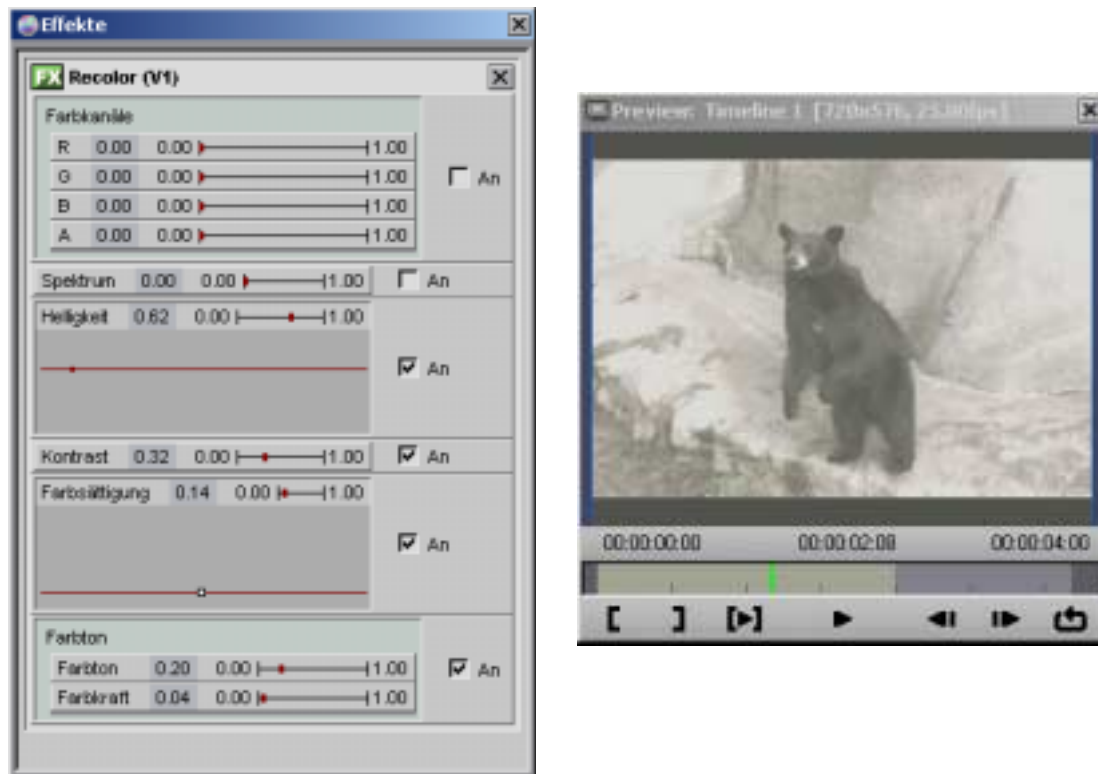 Effekte
FX Recolor (V1)
Farbkanäle
R 0.00 0.00 1.00
G 0.00 0.00 1.00
B 0.00 0.00 1.00
A 0.00 0.00 1.00
An
Spektrum 0.00 0.00 1.00 An
Helligkeit 0.62 0.00 1.00
An
Kontrast 0.32 0.00 1.00 An
Farbsättigung 0.14 0.00 1.00
An
Farbton
Farbton 0.20 0.00 1.00
Farbkraft 0.04 0.00 1.00
An
Preview: Timeline 1 [720x576, 25.00fps]
00:00:00:00 00:00:02:08 00:00:04:00